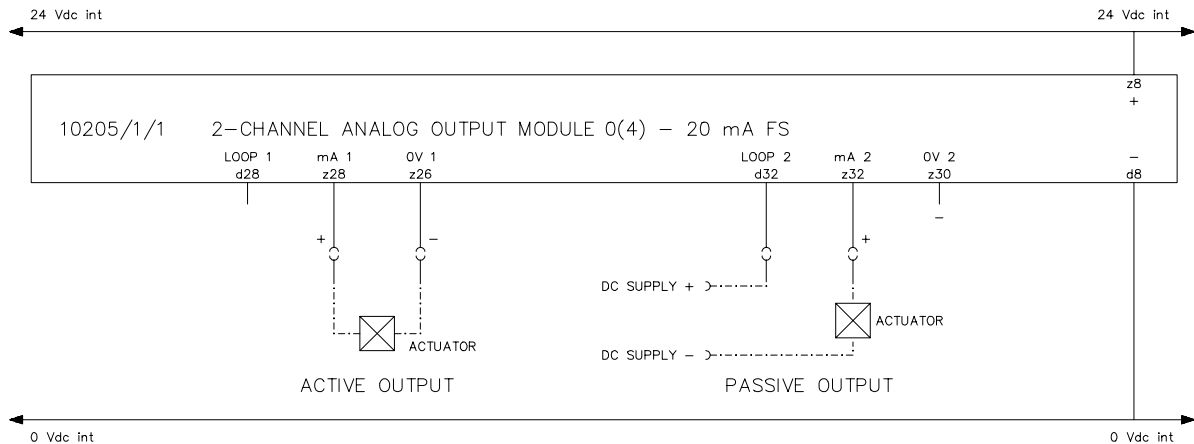 24 Vdc int
24 Vdc int
z8
+
10205/1/1 2-CHANNEL ANALOG OUTPUT MODULE 0(4) - 20 mA FS
LOOP 1 mA 1 0V 1 LOOP 2 mA 2 0V 2 -
d28 z28 z26 d32 z32 z30 d8
-
+ - +
DC SUPPLY +
ACTUATOR
ACTUATOR
DC SUPPLY -
ACTIVE OUTPUT
PASSIVE OUTPUT
0 Vdc int
0 Vdc int